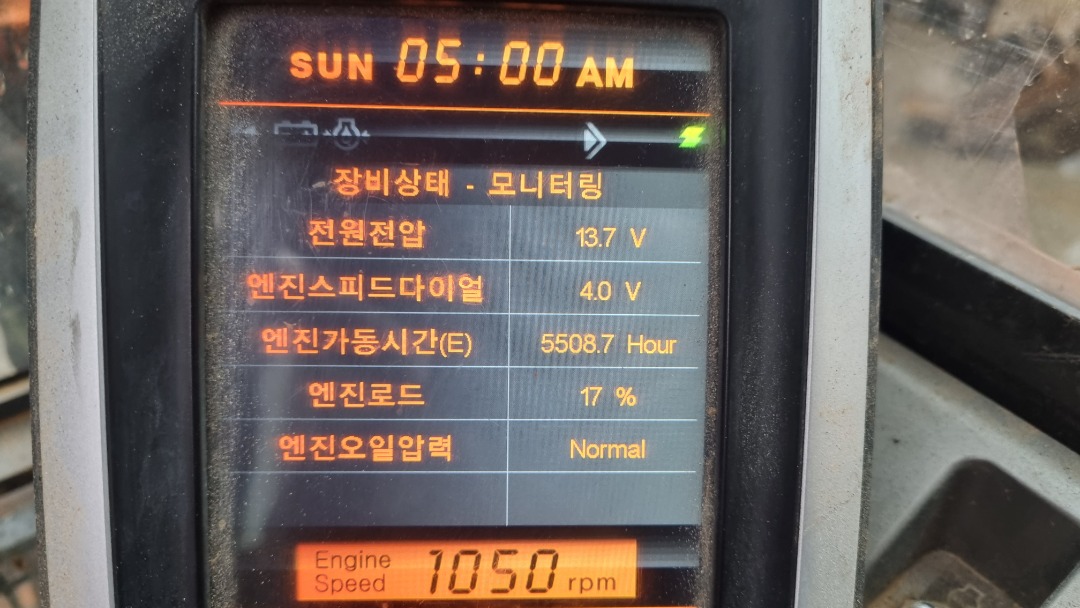 SUN 05:00 AM
장비상태 - 모니터링
전원전압 13.7 V
엔진스피드다이얼 4.0 V
엔진가동시간(E) 5508.7 Hour
엔진로드 17 %
엔진오일압력 Normal
Engine Speed 1050 rpm